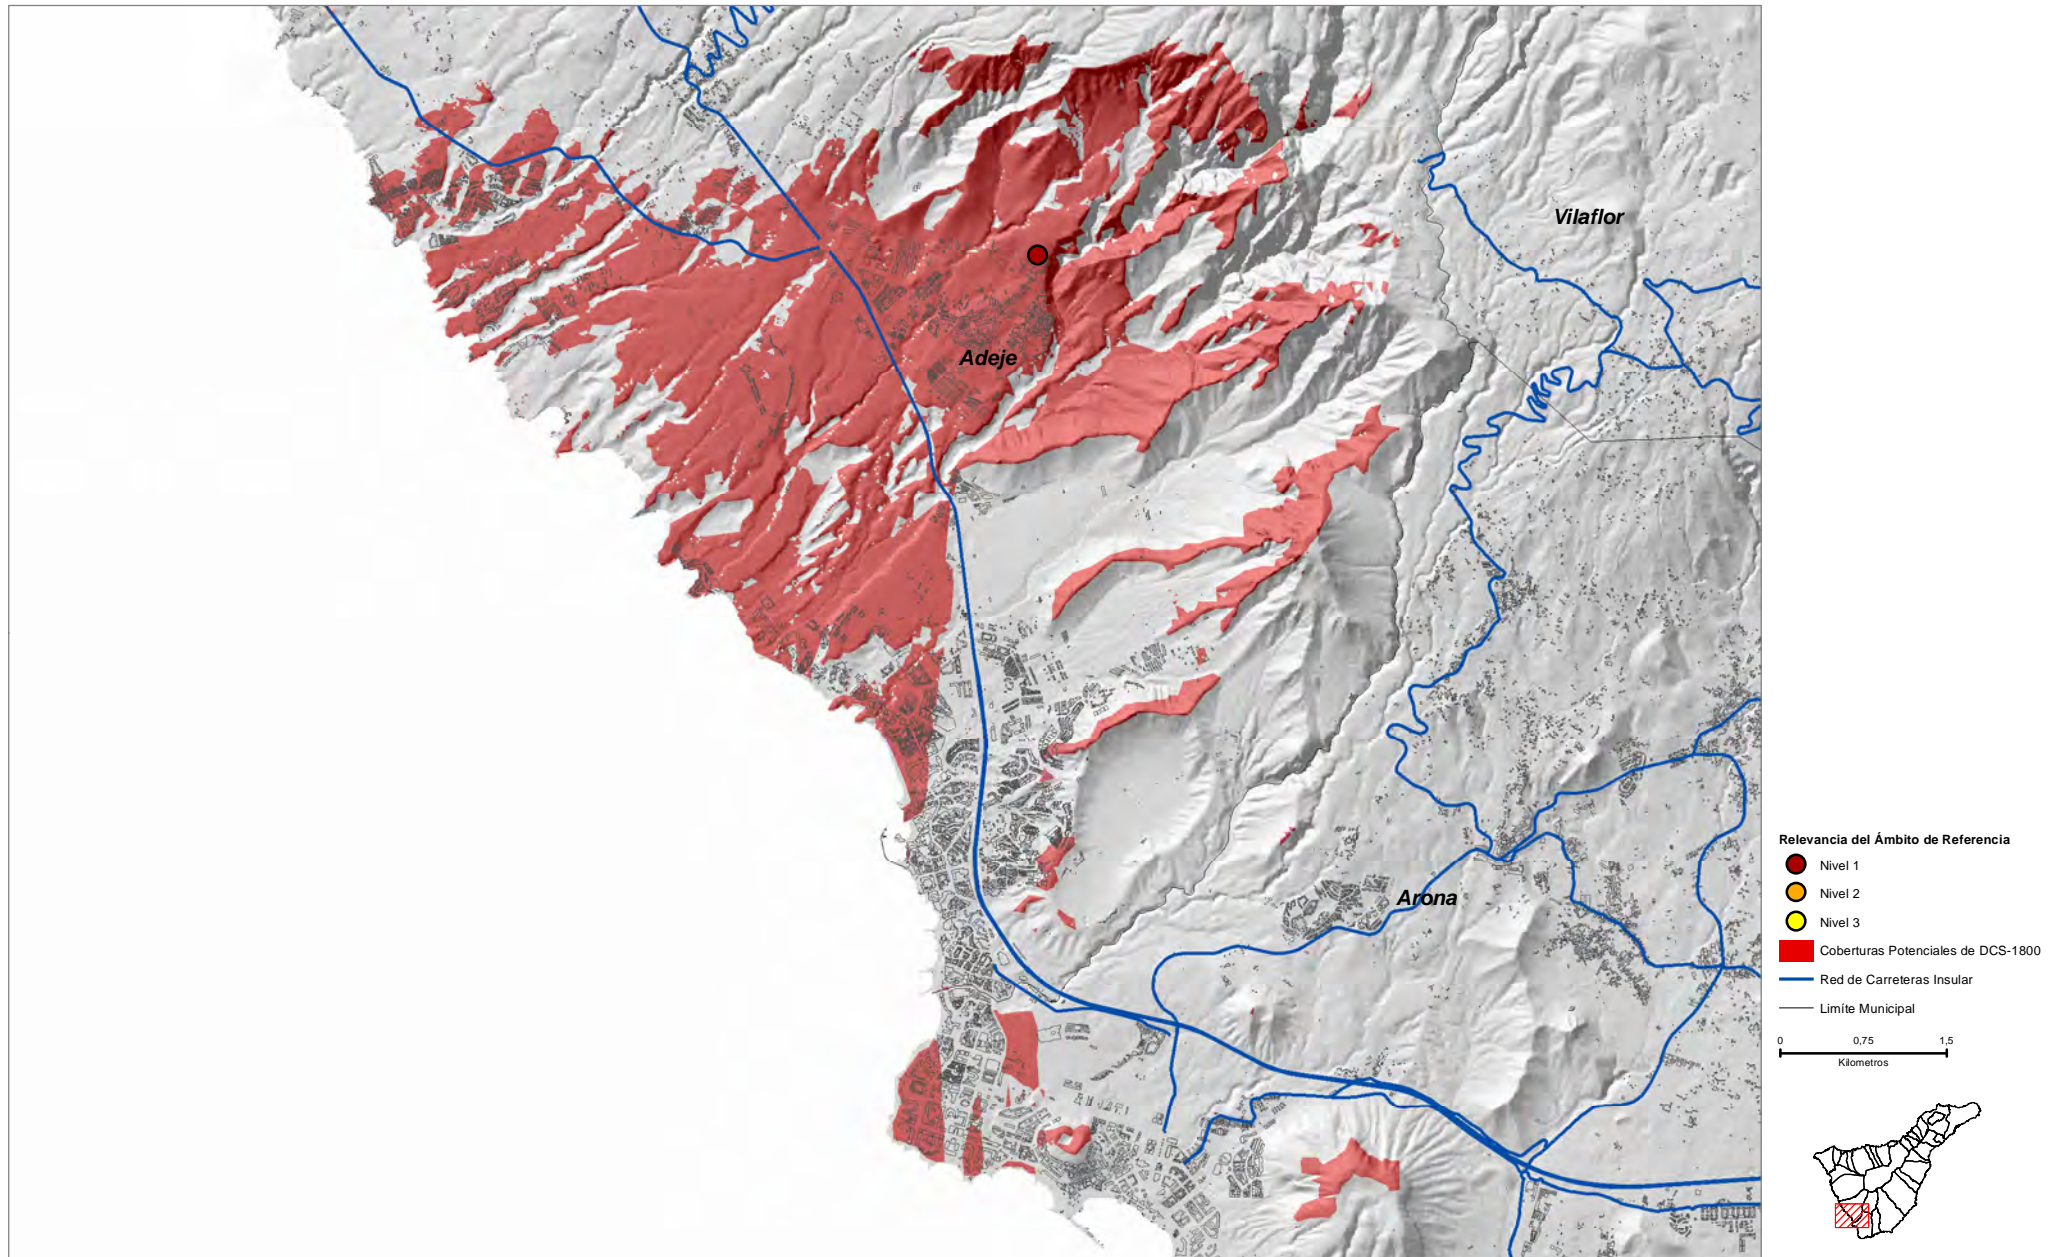 Vilaflor
Adeje
Arona
Relevancia del Ámbito de Referencia
Nivel 1
Nivel 2
Nivel 3
Coberturas Potenciales de DCS-1800
Red de Carreteras Insular
Limíte Municipal
0 0,75 1,5
Kilometros